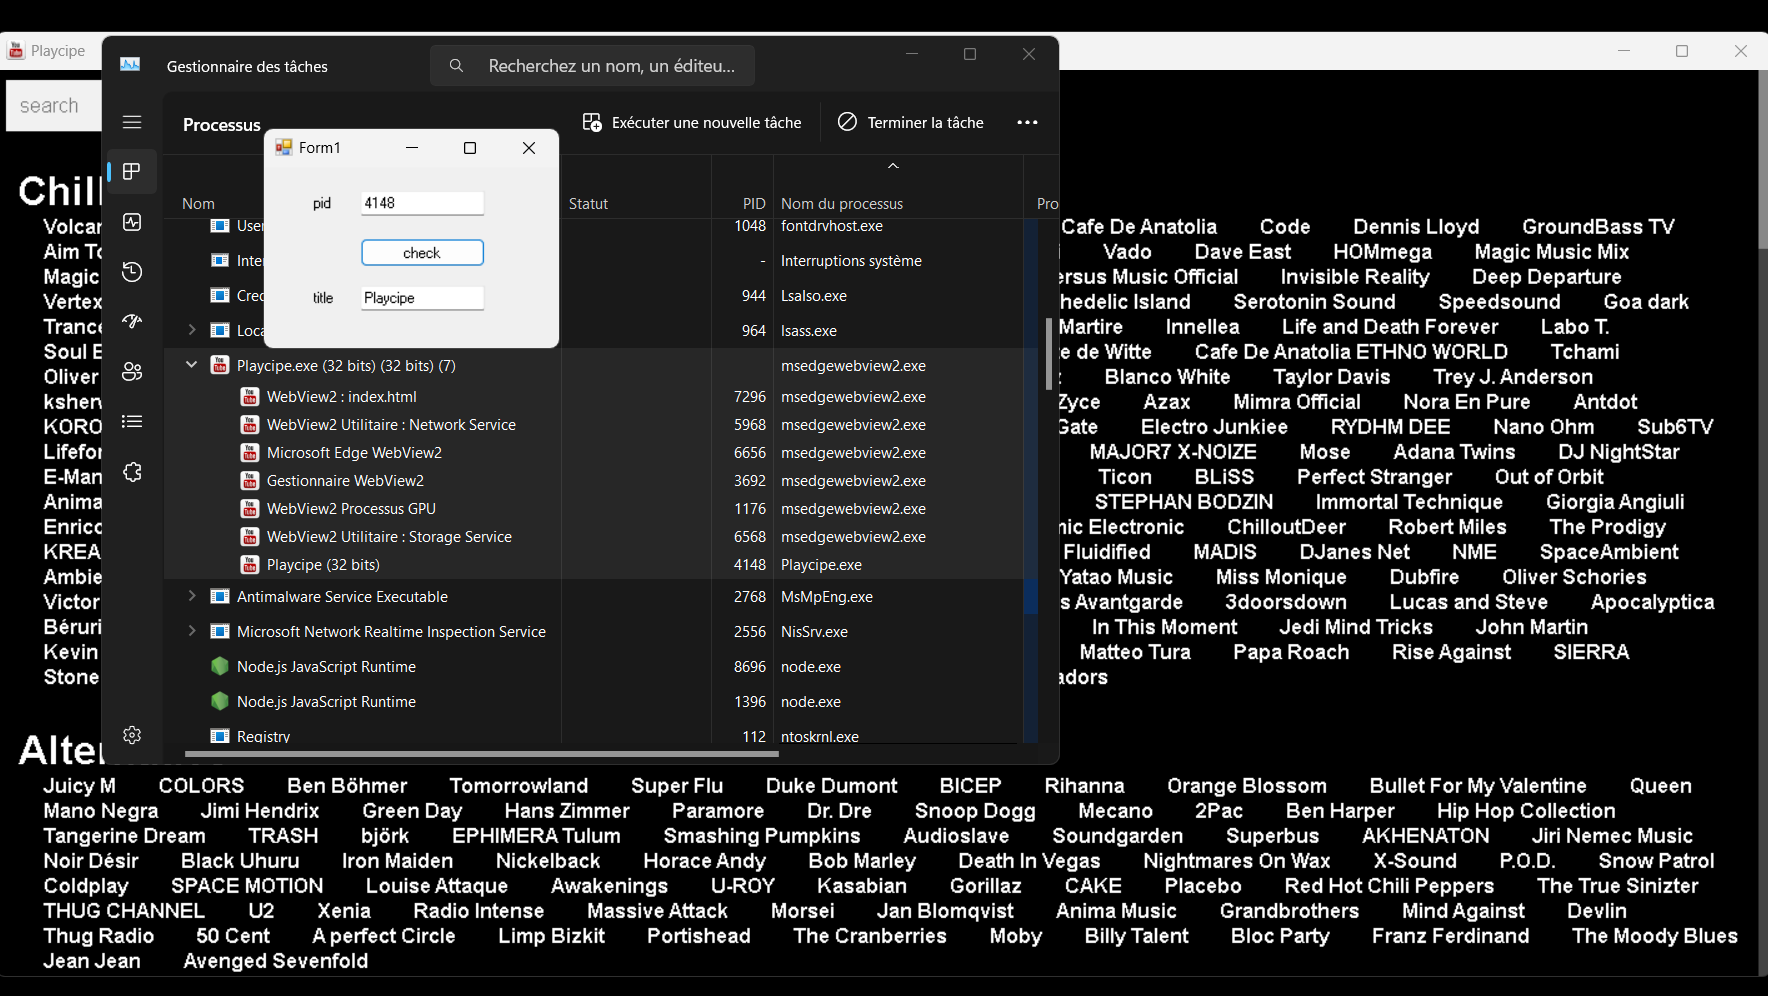 Playcipe
Gestionnaire des tâches
Recherchez un nom, un éditeu...
search
Processus
Exécuter une nouvelle tâche
Terminer la tâche
Form1
pid
4148
check
title
Playcipe
Nom
Statut
PID
Nom du processus
Pro
User
1048
fontdrvhost.exe
Inter
-
Interruptions système
Cred
944
LsaIso.exe
Loca
964
lsass.exe
Playcipe.exe (32 bits) (32 bits) (7)
msedgewebview2.exe
WebView2 : index.html
7296
msedgewebview2.exe
WebView2 Utilitaire : Network Service
5968
msedgewebview2.exe
Microsoft Edge WebView2
6656
msedgewebview2.exe
Gestionnaire WebView2
3692
msedgewebview2.exe
WebView2 Processus GPU
1176
msedgewebview2.exe
WebView2 Utilitaire : Storage Service
6568
msedgewebview2.exe
Playcipe (32 bits)
4148
Playcipe.exe
Antimalware Service Executable
2768
MsMpEng.exe
Microsoft Network Realtime Inspection Service
2556
NisSrv.exe
Node.js JavaScript Runtime
8696
node.exe
Node.js JavaScript Runtime
1396
node.exe
Registry
112
ntoskrnl.exe
Chill
Volcan
Cafe De Anatolia Code Dennis Lloyd GroundBass TV
Aim To
Vado Dave East HOMmega Magic Music Mix
Magic
ersus Music Official Invisible Reality Deep Departure
Vertex
hedelic Island Serotonin Sound Speedsound Goa dark
Trance
Martire Innellea Life and Death Forever Labo T.
Soul E
e de Witte Cafe De Anatolia ETHNO WORLD Tchami
Oliver
Blanco White Taylor Davis Trey J. Anderson
ksher
Zyce Azax Mimra Official Nora En Pure Antdot
KORO
Gate Electro Junkiee RYDHM DEE Nano Ohm Sub6TV
Lifefor
MAJOR7 X-NOIZE Mose Adana Twins DJ NightStar
E-Man
Ticon BLiSS Perfect Stranger Out of Orbit
Anima
STEPHAN BODZIN Immortal Technique Giorgia Angiuli
Enrico
nic Electronic ChilloutDeer Robert Miles The Prodigy
KREA
Fluidified MADIS DJanes Net NME SpaceAmbient
Ambie
Yatao Music Miss Monique Dubfire Oliver Schories
Victor
s Avantgarde 3doorsdown Lucas and Steve Apocalyptica
Béruri
In This Moment Jedi Mind Tricks John Martin
Kevin
Matteo Tura Papa Roach Rise Against SIERRA
Stone
adors
Alter
Juicy M COLORS Ben Böhmer Tomorrowland Super Flu Duke Dumont BICEP Rihanna Orange Blossom Bullet For My Valentine Queen
Mano Negra Jimi Hendrix Green Day Hans Zimmer Paramore Dr. Dre Snoop Dogg Mecano 2Pac Ben Harper Hip Hop Collection
Tangerine Dream TRASH björk EPHIMERA Tulum Smashing Pumpkins Audioslave Soundgarden Superbus AKHENATON Jiri Nemec Music
Noir Désir Black Uhuru Iron Maiden Nickelback Horace Andy Bob Marley Death In Vegas Nightmares On Wax X-Sound P.O.D. Snow Patrol
Coldplay SPACE MOTION Louise Attaque Awakenings U-ROY Kasabian Gorillaz CAKE Placebo Red Hot Chili Peppers The True Sinizter
THUG CHANNEL U2 Xenia Radio Intense Massive Attack Morsei Jan Blomqvist Anima Music Grandbrothers Mind Against Devlin
Thug Radio 50 Cent A perfect Circle Limp Bizkit Portishead The Cranberries Moby Billy Talent Bloc Party Franz Ferdinand The Moody Blues
Jean Jean Avenged Sevenfold